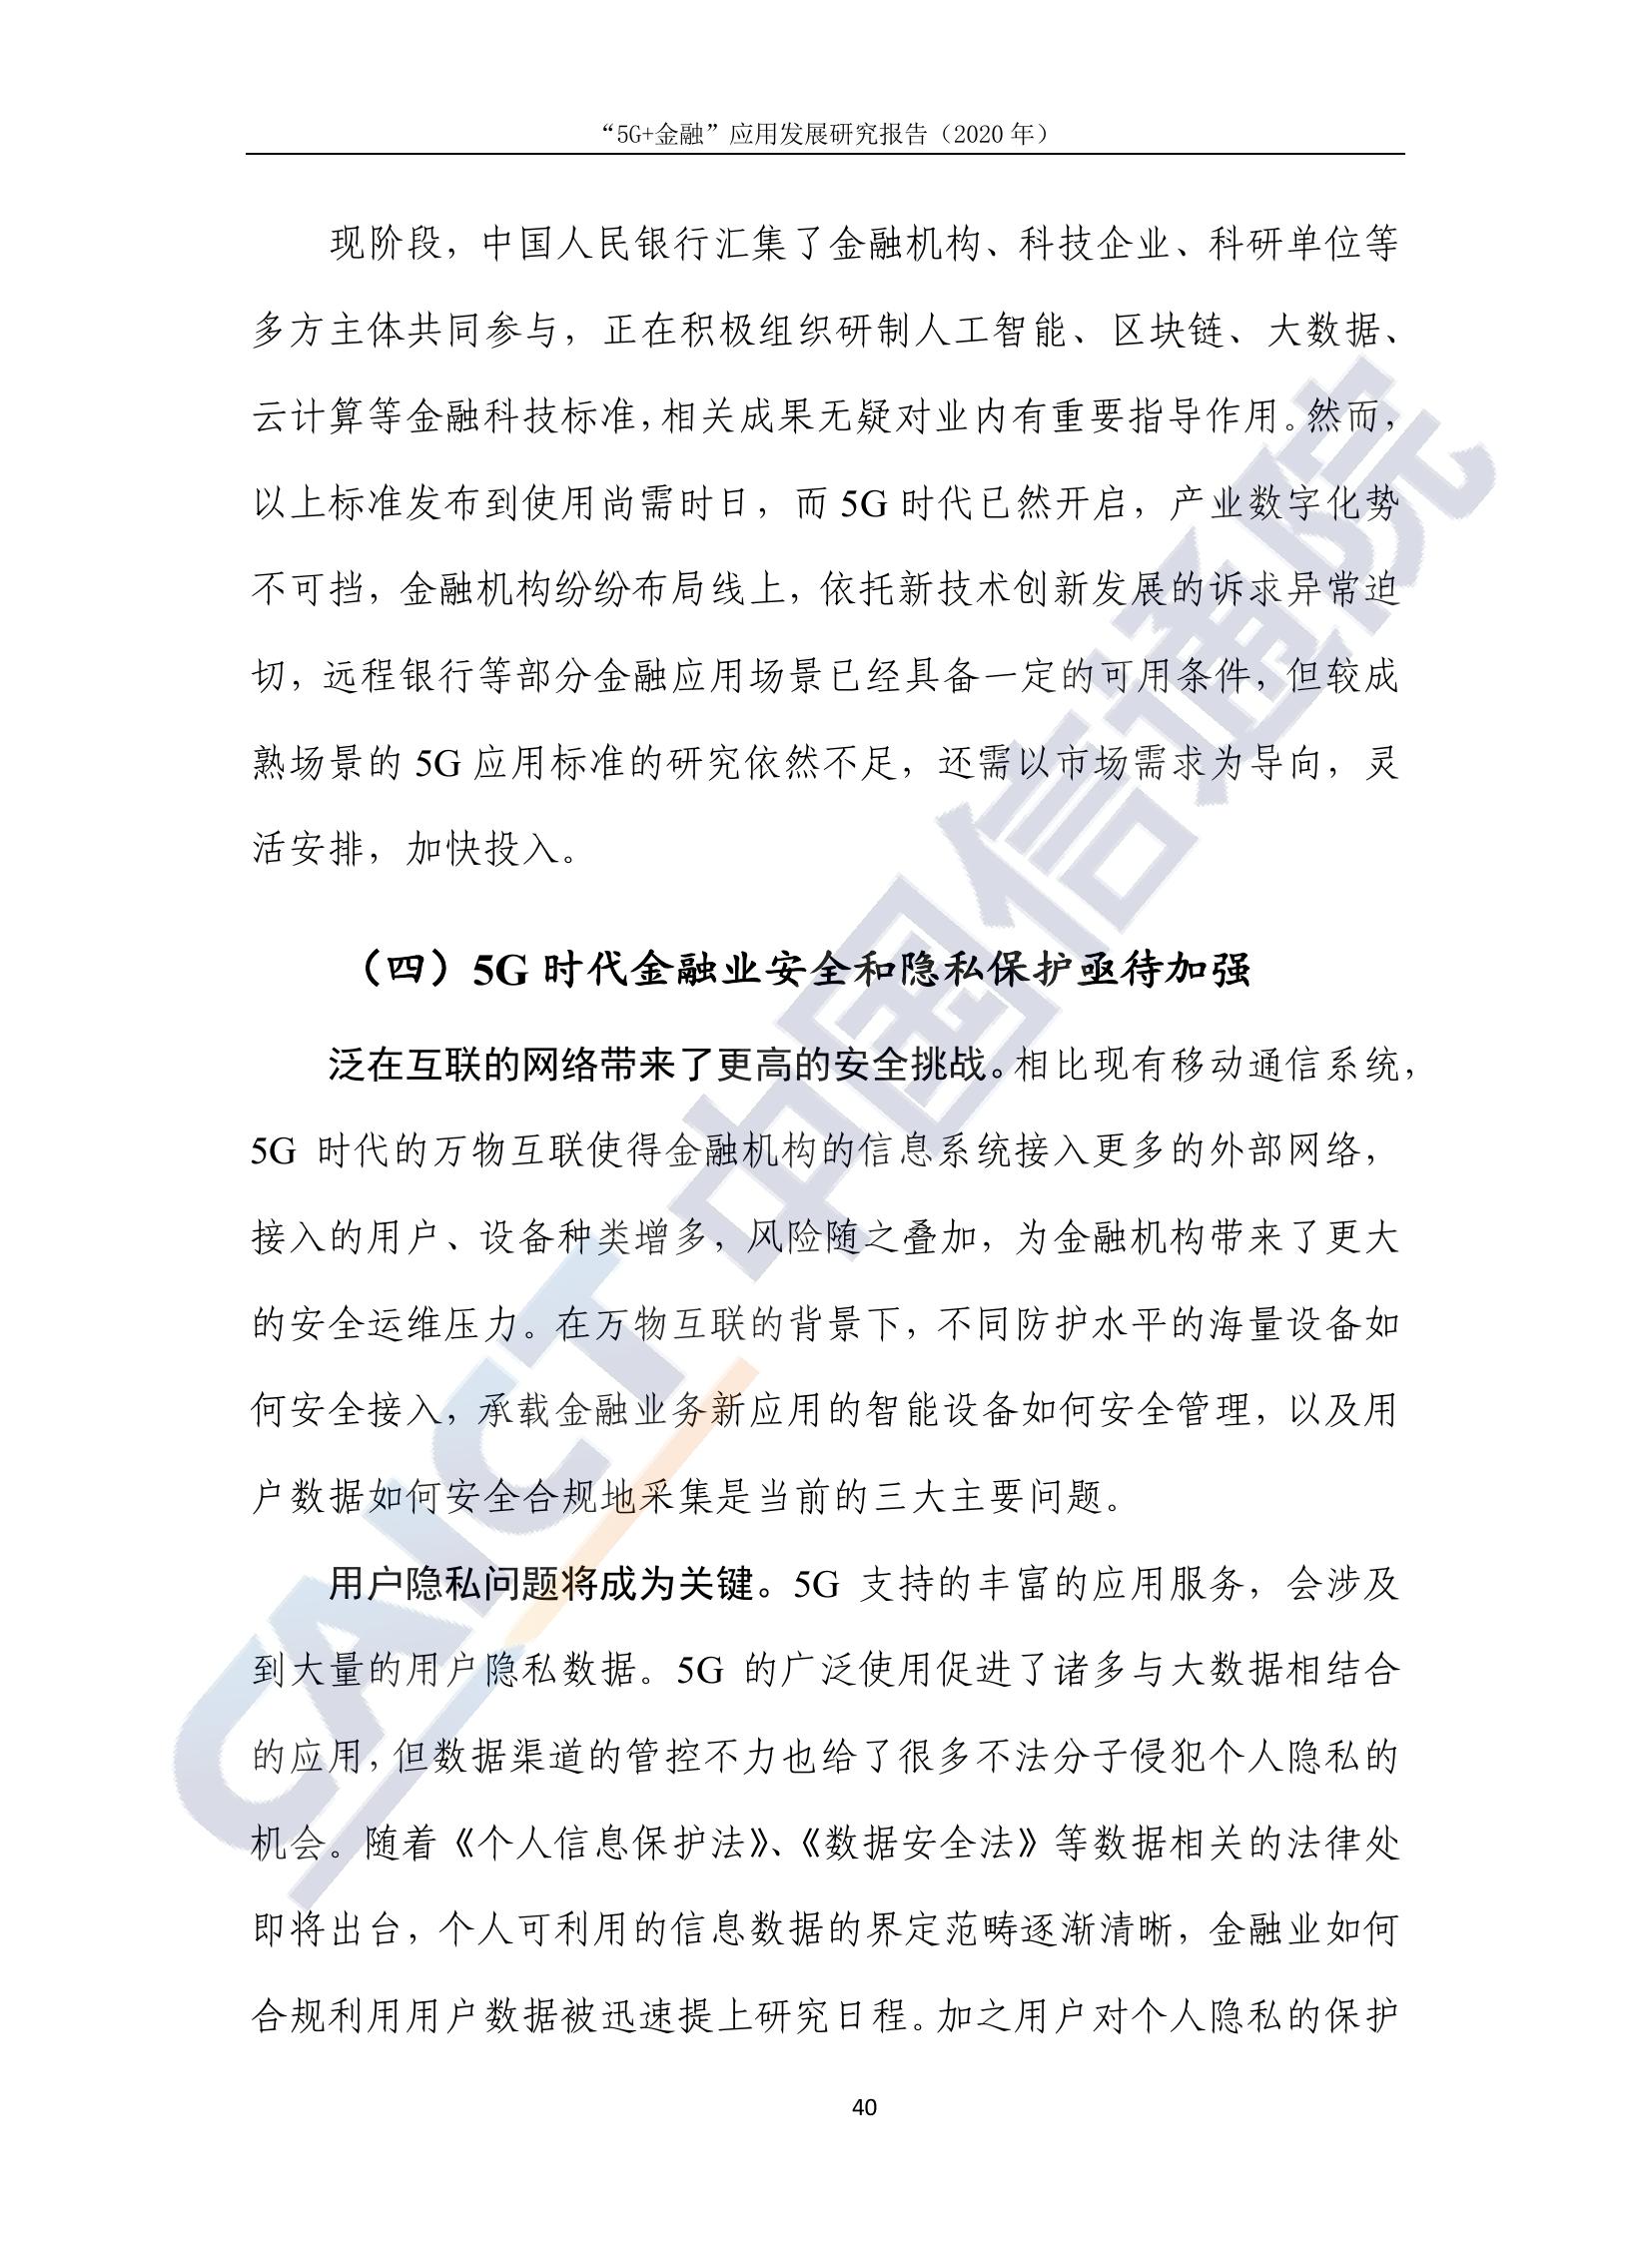 “5G+金融”应用发展研究报告（2020 年）
现阶段，中国人民银行汇集了金融机构、科技企业、科研单位等
多方主体共同参与，正在积极组织研制人工智能、区块链、大数据、
云计算等金融科技标准，相关成果无疑对业内有重要指导作用。然而，
以上标准发布到使用尚需时日，而 5G 时代已然开启，产业数字化势
不可挡，金融机构纷纷布局线上，依托新技术创新发展的诉求异常迫
切，远程银行等部分金融应用场景已经具备一定的可用条件，但较成
熟场景的 5G 应用标准的研究依然不足，还需以市场需求为导向，灵
活安排，加快投入。
（四）5G 时代金融业安全和隐私保护亟待加强
泛在互联的网络带来了更高的安全挑战。相比现有移动通信系统，
5G 时代的万物互联使得金融机构的信息系统接入更多的外部网络，
接入的用户、设备种类增多，风险随之叠加，为金融机构带来了更大
的安全运维压力。在万物互联的背景下，不同防护水平的海量设备如
何安全接入，承载金融业务新应用的智能设备如何安全管理，以及用
户数据如何安全合规地采集是当前的三大主要问题。
用户隐私问题将成为关键。5G 支持的丰富的应用服务，会涉及
到大量的用户隐私数据。5G 的广泛使用促进了诸多与大数据相结合
的应用，但数据渠道的管控不力也给了很多不法分子侵犯个人隐私的
机会。随着《个人信息保护法》、《数据安全法》等数据相关的法律处
即将出台，个人可利用的信息数据的界定范畴逐渐清晰，金融业如何
合规利用用户数据被迅速提上研究日程。加之用户对个人隐私的保护
40
CAICT 中国信通院